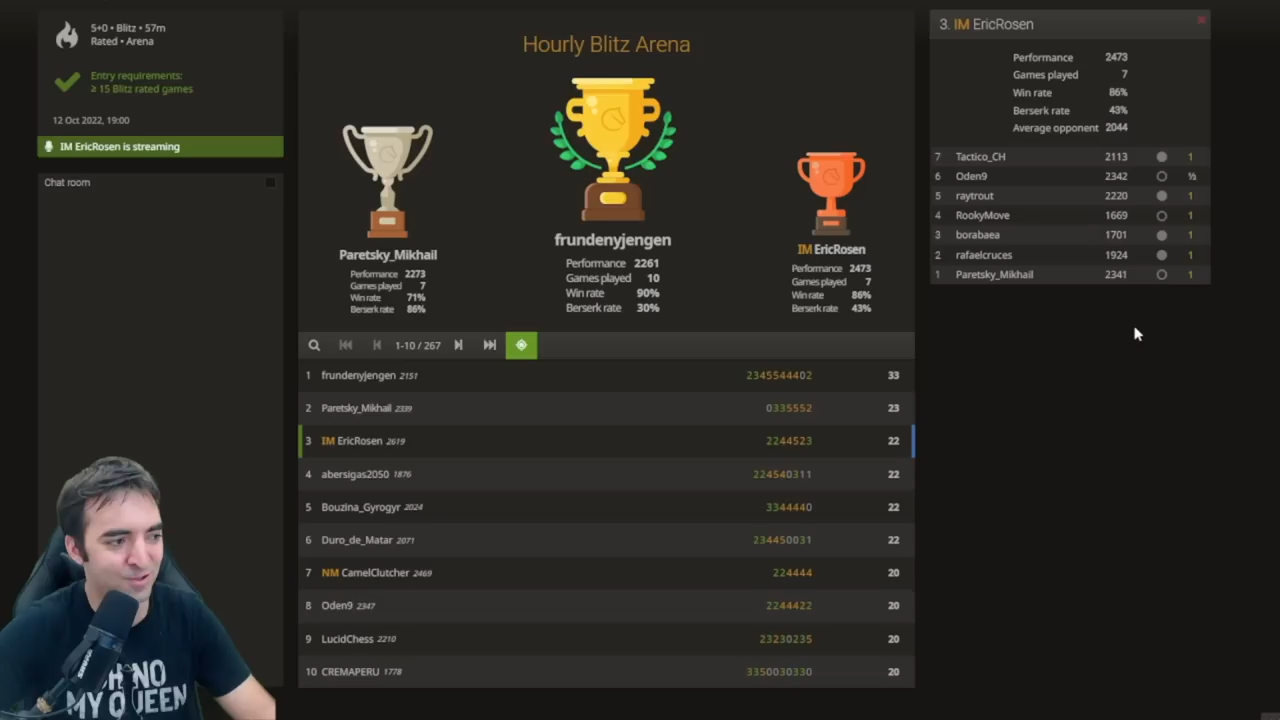 5+0 • Blitz • 57m
Rated • Arena
Entry requirements:
≥ 15 Blitz rated games
12 Oct 2022, 19:00
IM EricRosen is streaming
Chat room
Hourly Blitz Arena
Paretsky_Mikhail
Performance 2273
Games played 7
Win rate 71%
Berserk rate 86%
frundenyjengen
Performance 2261
Games played 10
Win rate 90%
Berserk rate 30%
IM EricRosen
Performance 2473
Games played 7
Win rate 86%
Berserk rate 43%
1-10 / 267
1 frundenyjengen 2151 2345544402 33
2 Paretsky_Mikhail 2339 0335552 23
3 IM EricRosen 2619 2244523 22
4 abersigas2050 1876 224540311 22
5 Bouzina_Gyrogyr 2024 3344440 22
6 Duro_de_Matar 2071 234450031 22
7 NM CamelClutcher 2469 224444 20
8 Oden9 2347 2244422 20
9 LucidChess 2210 23230235 20
10 CREMAPERU 1778 3350030330 20
3. IM EricRosen
Performance 2473
Games played 7
Win rate 86%
Berserk rate 43%
Average opponent 2044
7 Tactico_CH 2113 1
6 Oden9 2342 ½
5 raytrout 2220 1
4 RookyMove 1669 1
3 borabaea 1701 1
2 rafaelcruces 1924 1
1 Paretsky_Mikhail 2341 1
OH NO
MY QUEEN